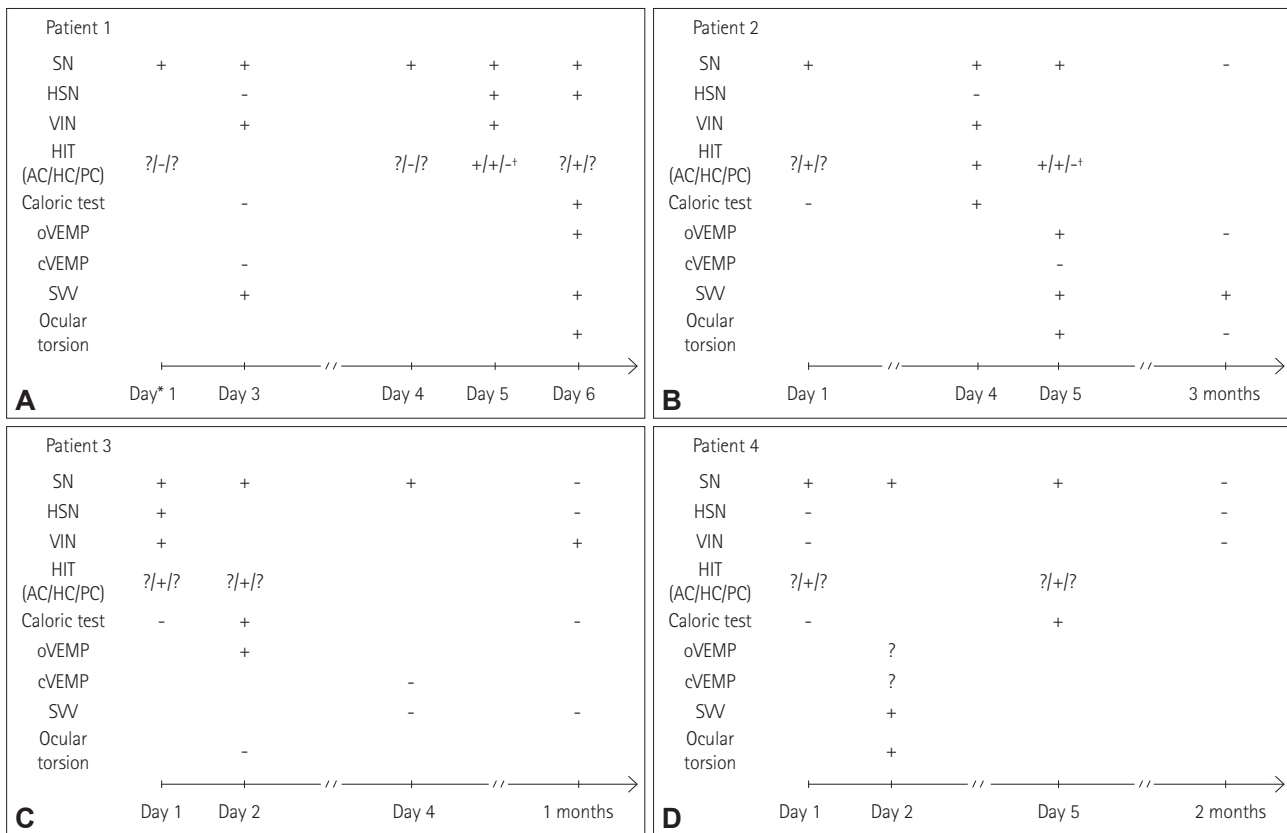 Patient 1
SN + + + + +
HSN - + +
VIN + +
HIT
(AC/HC/PC) ?/-/? ?/-/? +/+/-† ?/+/?
Caloric test - +
oVEMP +
cVEMP -
SVV + +
Ocular
torsion +
A Day* 1 Day 3 Day 4 Day 5 Day 6
Patient 2
SN + + + -
HSN -
VIN +
HIT
(AC/HC/PC) ?/+/? + +/+/-†
Caloric test - +
oVEMP + -
cVEMP -
SVV + +
Ocular
torsion + -
B Day 1 Day 4 Day 5 3 months
Patient 3
SN + + + -
HSN + -
VIN + +
HIT
(AC/HC/PC) ?/+/? ?/+/?
Caloric test - + -
oVEMP +
cVEMP -
SVV - -
Ocular
torsion -
C Day 1 Day 2 Day 4 1 months
Patient 4
SN + + + -
HSN - -
VIN - -
HIT
(AC/HC/PC) ?/+/? ?/+/?
Caloric test - +
oVEMP ?
cVEMP ?
SVV +
Ocular
torsion +
D Day 1 Day 2 Day 5 2 months